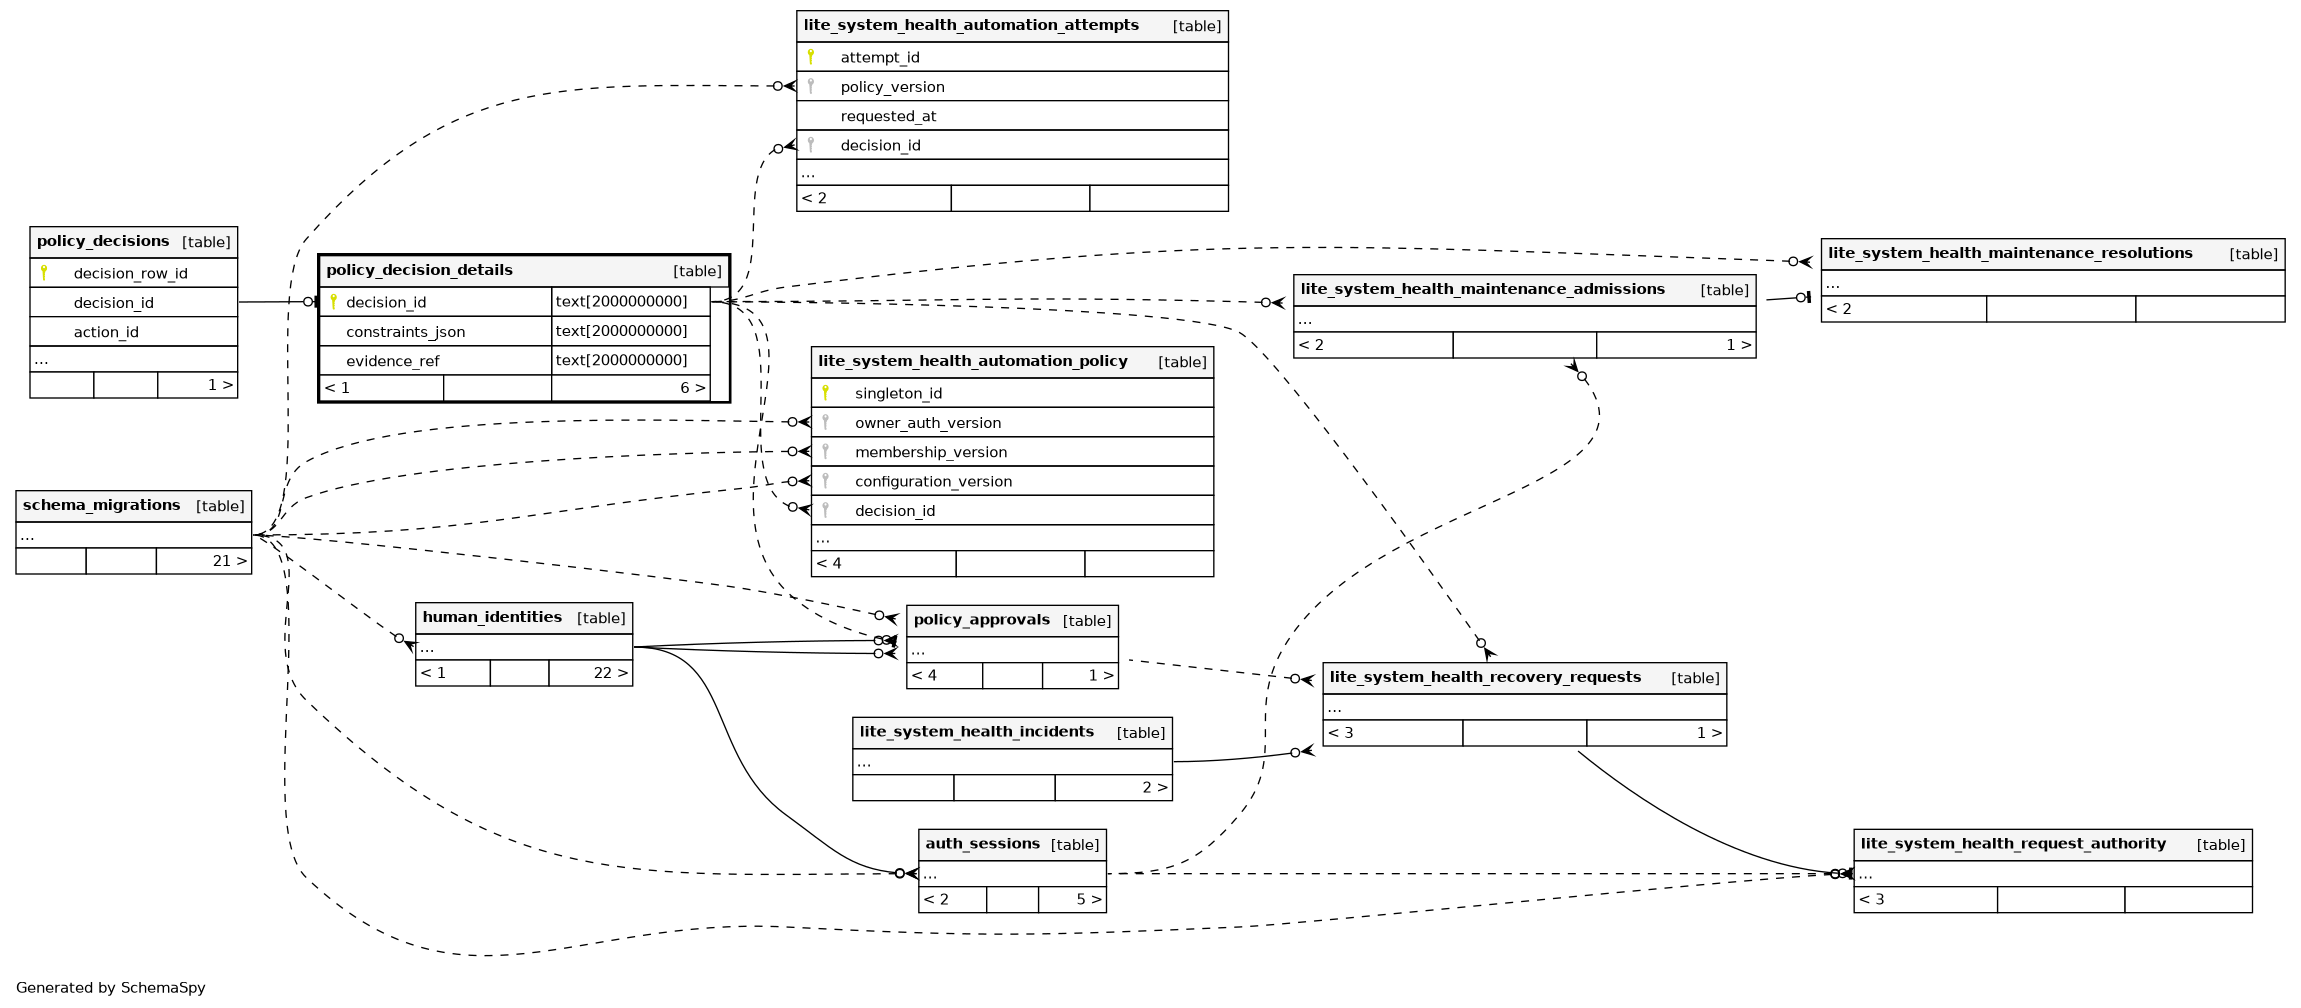 lite_system_health_automation_attempts [table]
attempt_id
policy_version
requested_at
decision_id
...
< 2
policy_decisions [table]
decision_row_id
decision_id
action_id
...
1 >
policy_decision_details [table]
decision_id text[2000000000]
constraints_json text[2000000000]
evidence_ref text[2000000000]
< 1 6 >
lite_system_health_maintenance_resolutions [table]
...
< 2
lite_system_health_maintenance_admissions [table]
...
< 2 1 >
lite_system_health_automation_policy [table]
singleton_id
owner_auth_version
membership_version
configuration_version
decision_id
...
< 4
schema_migrations [table]
...
21 >
human_identities [table]
...
< 1 22 >
policy_approvals [table]
...
< 4 1 >
lite_system_health_recovery_requests [table]
...
< 3 1 >
lite_system_health_incidents [table]
...
2 >
auth_sessions [table]
...
< 2 5 >
lite_system_health_request_authority [table]
...
< 3
Generated by SchemaSpy